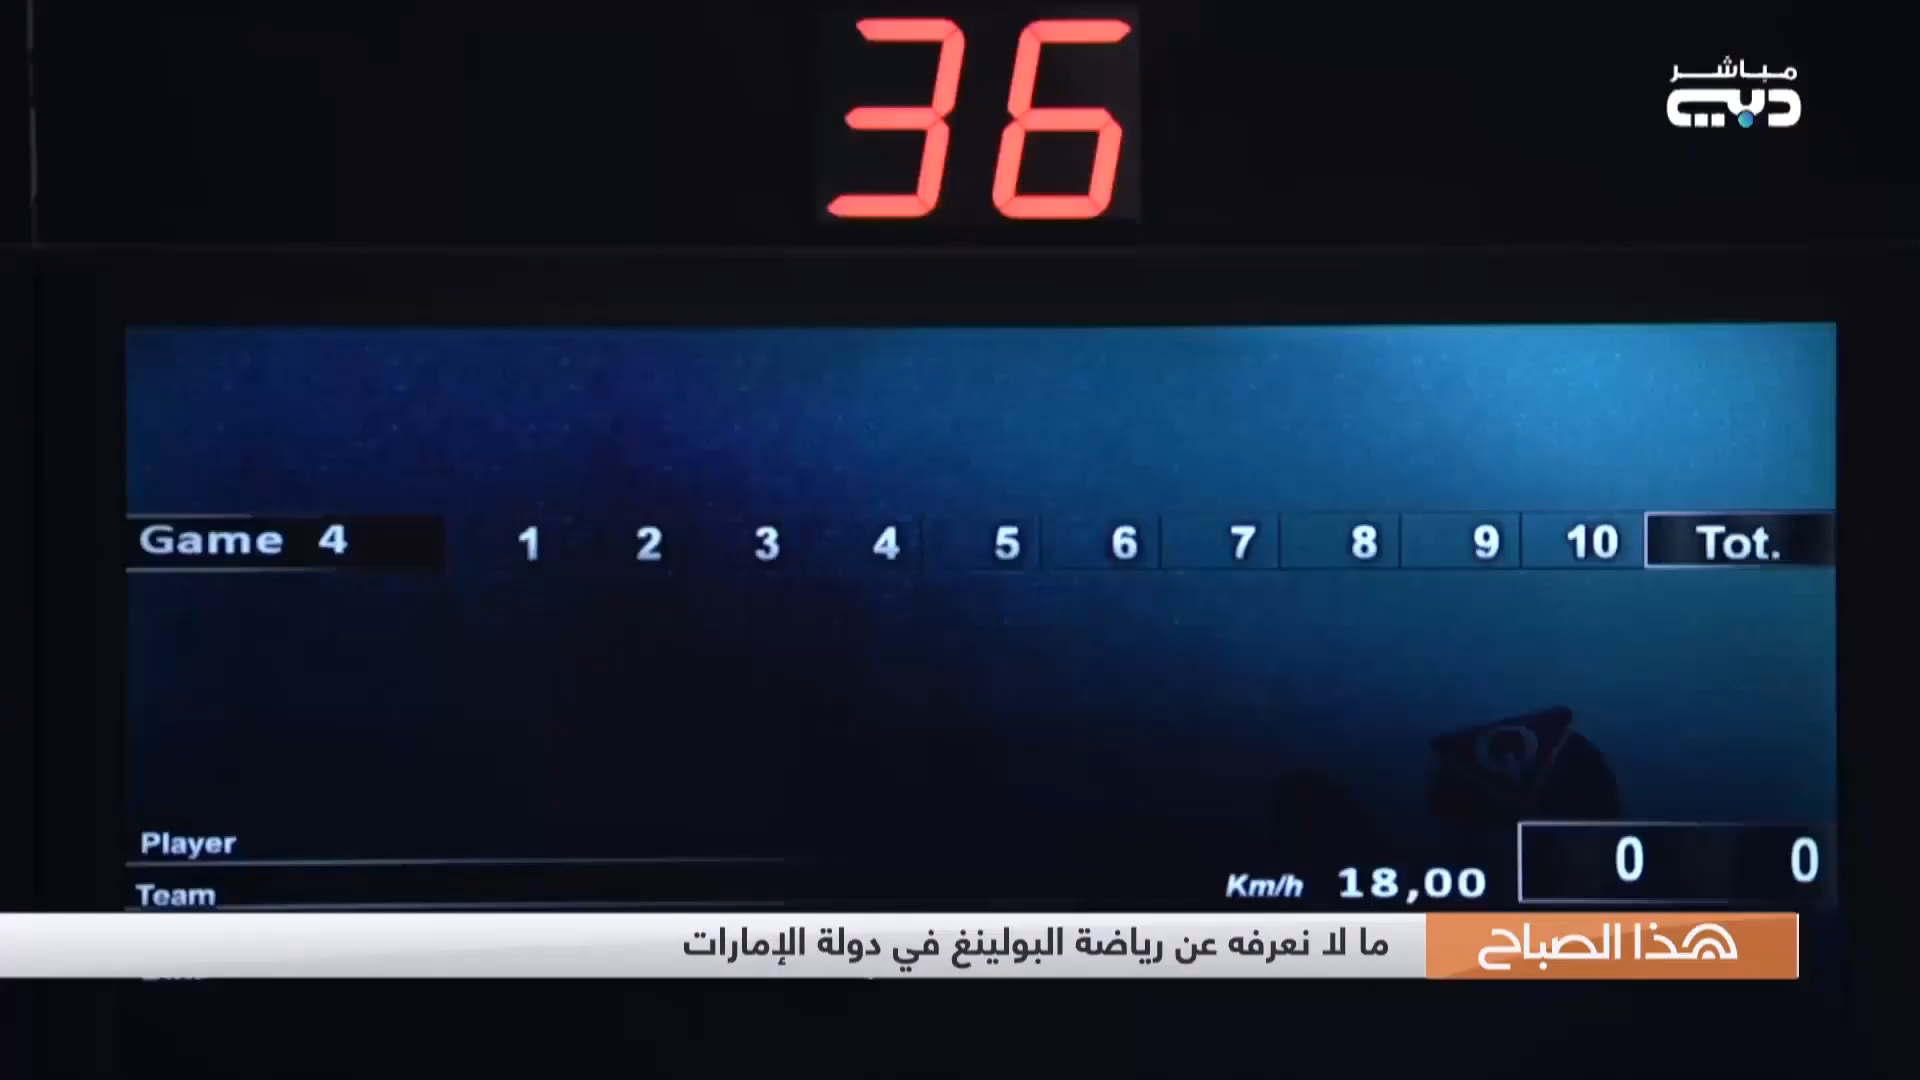 36
مباشر
دبي
Game 4 1 2 3 4 5 6 7 8 9 10 Tot.
Q
Player
Team
Km/h 18,00 0 0
هذا الصباح
ما لا نعرفه عن رياضة البولينغ في دولة الإمارات